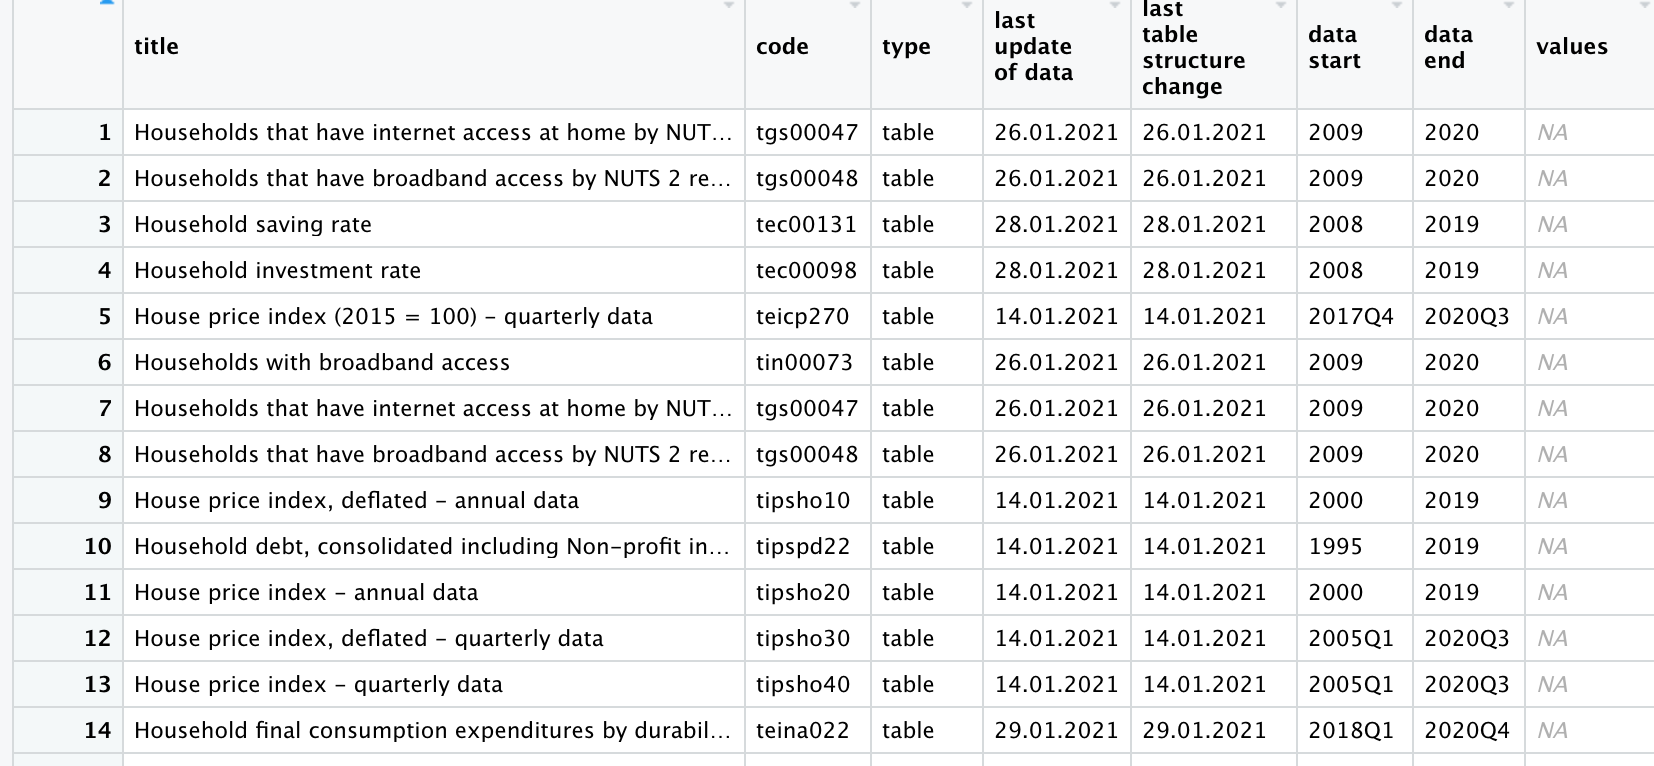 title code type last update of data last table structure change data start data end values
1 Households that have internet access at home by NUT... tgs00047 table 26.01.2021 26.01.2021 2009 2020 NA
2 Households that have broadband access by NUTS 2 re... tgs00048 table 26.01.2021 26.01.2021 2009 2020 NA
3 Household saving rate tec00131 table 28.01.2021 28.01.2021 2008 2019 NA
4 Household investment rate tec00098 table 28.01.2021 28.01.2021 2008 2019 NA
5 House price index (2015 = 100) - quarterly data teicp270 table 14.01.2021 14.01.2021 2017Q4 2020Q3 NA
6 Households with broadband access tin00073 table 26.01.2021 26.01.2021 2009 2020 NA
7 Households that have internet access at home by NUT... tgs00047 table 26.01.2021 26.01.2021 2009 2020 NA
8 Households that have broadband access by NUTS 2 re... tgs00048 table 26.01.2021 26.01.2021 2009 2020 NA
9 House price index, deflated - annual data tipsho10 table 14.01.2021 14.01.2021 2000 2019 NA
10 Household debt, consolidated including Non-profit in... tipspd22 table 14.01.2021 14.01.2021 1995 2019 NA
11 House price index - annual data tipsho20 table 14.01.2021 14.01.2021 2000 2019 NA
12 House price index, deflated - quarterly data tipsho30 table 14.01.2021 14.01.2021 2005Q1 2020Q3 NA
13 House price index - quarterly data tipsho40 table 14.01.2021 14.01.2021 2005Q1 2020Q3 NA
14 Household final consumption expenditures by durabil... teina022 table 29.01.2021 29.01.2021 2018Q1 2020Q4 NA